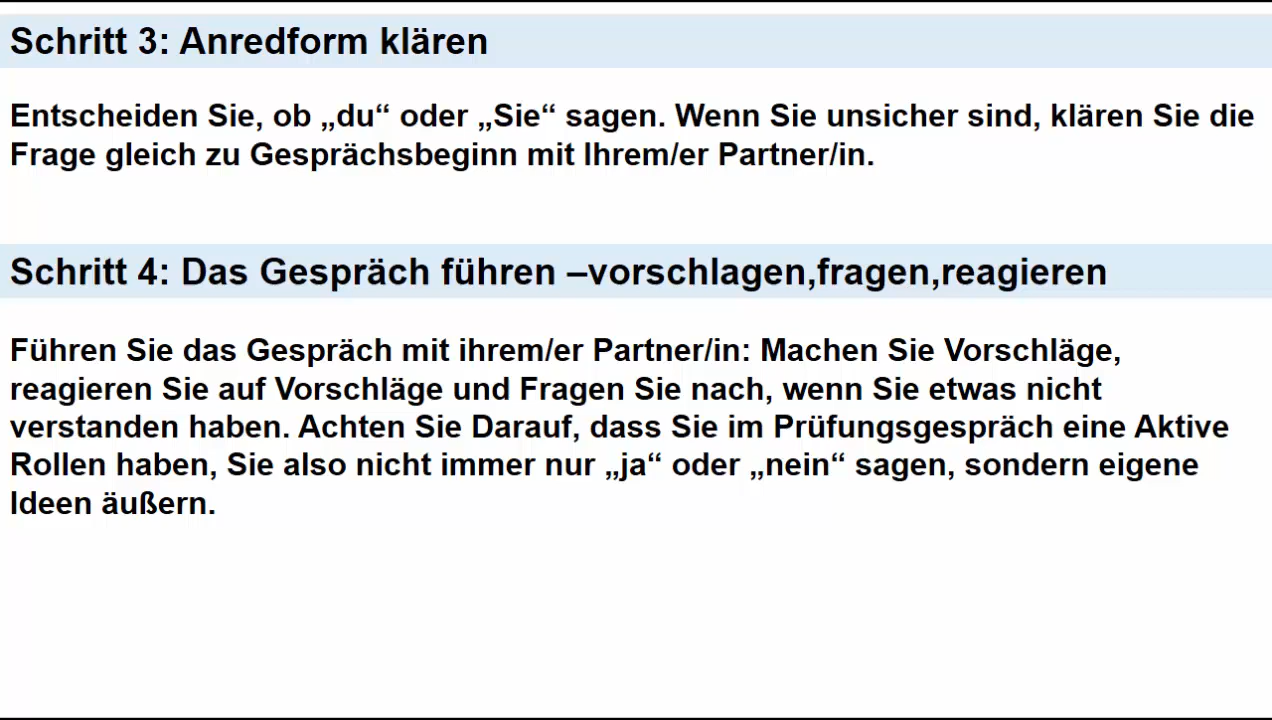 Schritt 3: Anredform klären
Entscheiden Sie, ob „du“ oder „Sie“ sagen. Wenn Sie unsicher sind, klären Sie die
Frage gleich zu Gesprächsbeginn mit Ihrem/er Partner/in.
Schritt 4: Das Gespräch führen –vorschlagen,fragen,reagieren
Führen Sie das Gespräch mit ihrem/er Partner/in: Machen Sie Vorschläge,
reagieren Sie auf Vorschläge und Fragen Sie nach, wenn Sie etwas nicht
verstanden haben. Achten Sie Darauf, dass Sie im Prüfungsgespräch eine Aktive
Rollen haben, Sie also nicht immer nur „ja“ oder „nein“ sagen, sondern eigene
Ideen äußern.